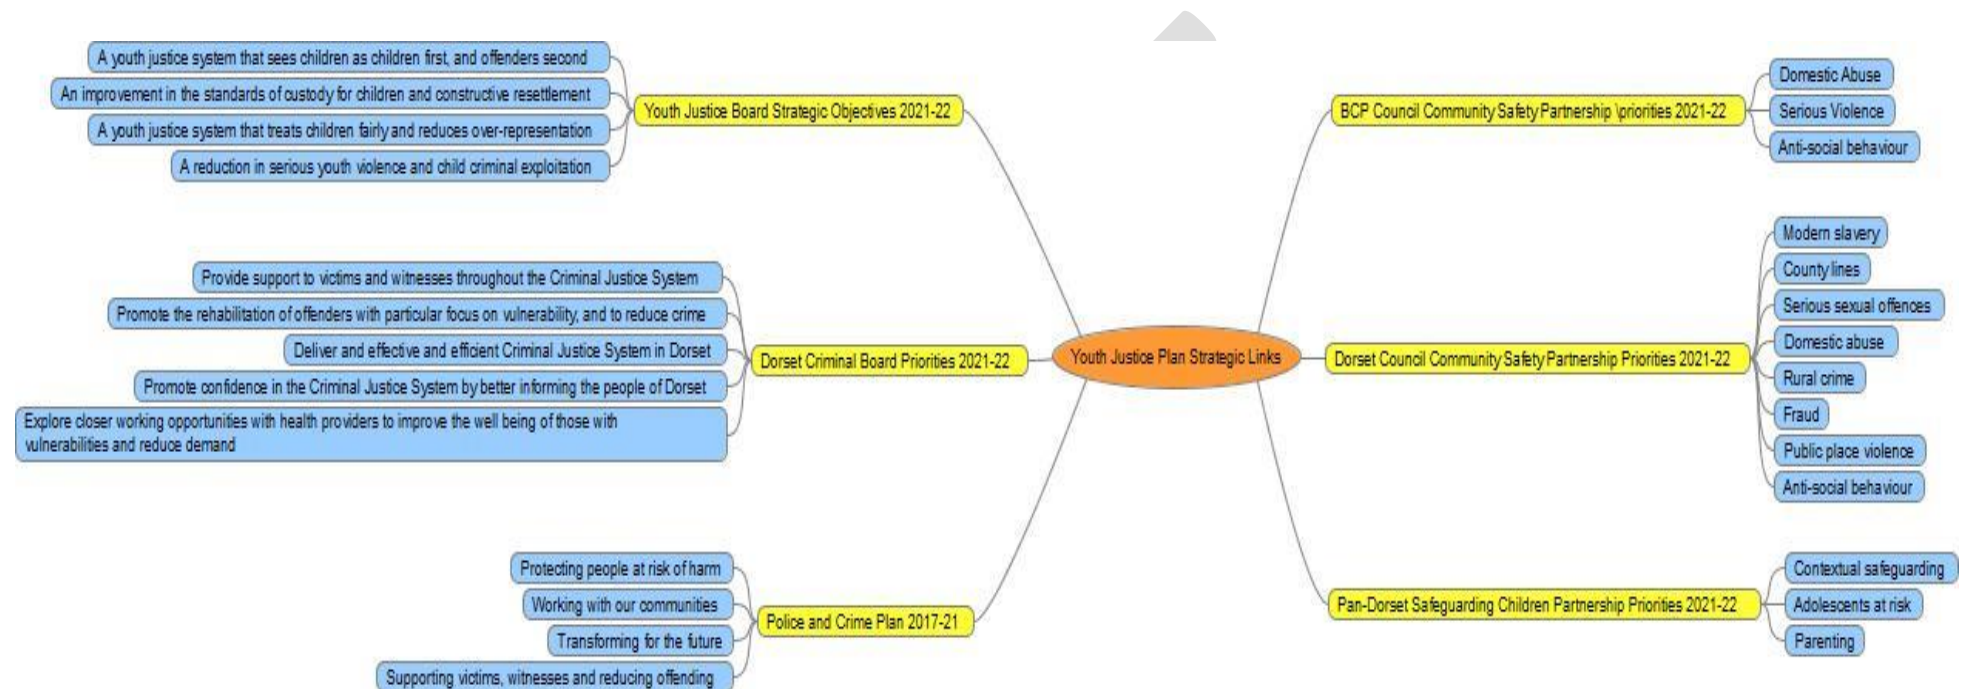 A youth justice system that sees children as children first, and offenders second
An improvement in the standards of custody for children and constructive resettlement
A youth justice system that treats children fairly and reduces over-representation
A reduction in serious youth violence and child criminal exploitation
Youth Justice Board Strategic Objectives 2021-22
Provide support to victims and witnesses throughout the Criminal Justice System
Promote the rehabilitation of offenders with particular focus on vulnerability, and to reduce crime
Deliver and effective and efficient Criminal Justice System in Dorset
Promote confidence in the Criminal Justice System by better informing the people of Dorset
Explore closer working opportunities with health providers to improve the well being of those with
vulnerabilities and reduce demand
Dorset Criminal Board Priorities 2021-22
Protecting people at risk of harm
Working with our communities
Transforming for the future
Supporting victims, witnesses and reducing offending
Police and Crime Plan 2017-21
Youth Justice Plan Strategic Links
BCP Council Community Safety Partnership \priorities 2021-22
Domestic Abuse
Serious Violence
Anti-social behaviour
Dorset Council Community Safety Partnership Priorities 2021-22
Modern slavery
County lines
Serious sexual offences
Domestic abuse
Rural crime
Fraud
Public place violence
Anti-social behaviour
Pan-Dorset Safeguarding Children Partnership Priorities 2021-22
Contextual safeguarding
Adolescents at risk
Parenting